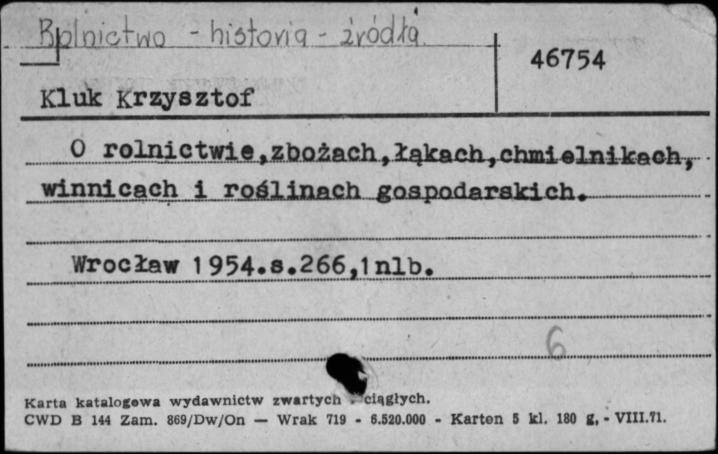 Rolnictwo - historia - źródła
46754
Kluk Krzysztof
O rolnictwie,zbożach,łąkach,chmielnikach,
winnicach i roślinach gospodarskich.
Wrocław 1954.s.266,1nlb.
6
Karta katalogowa wydawnictw zwartych ciągłych.
CWD B 144 Zam. 869/Dw/On — Wrak 719 - 6.520.000 - Karton 5 kl. 180 g, - VIII.71.